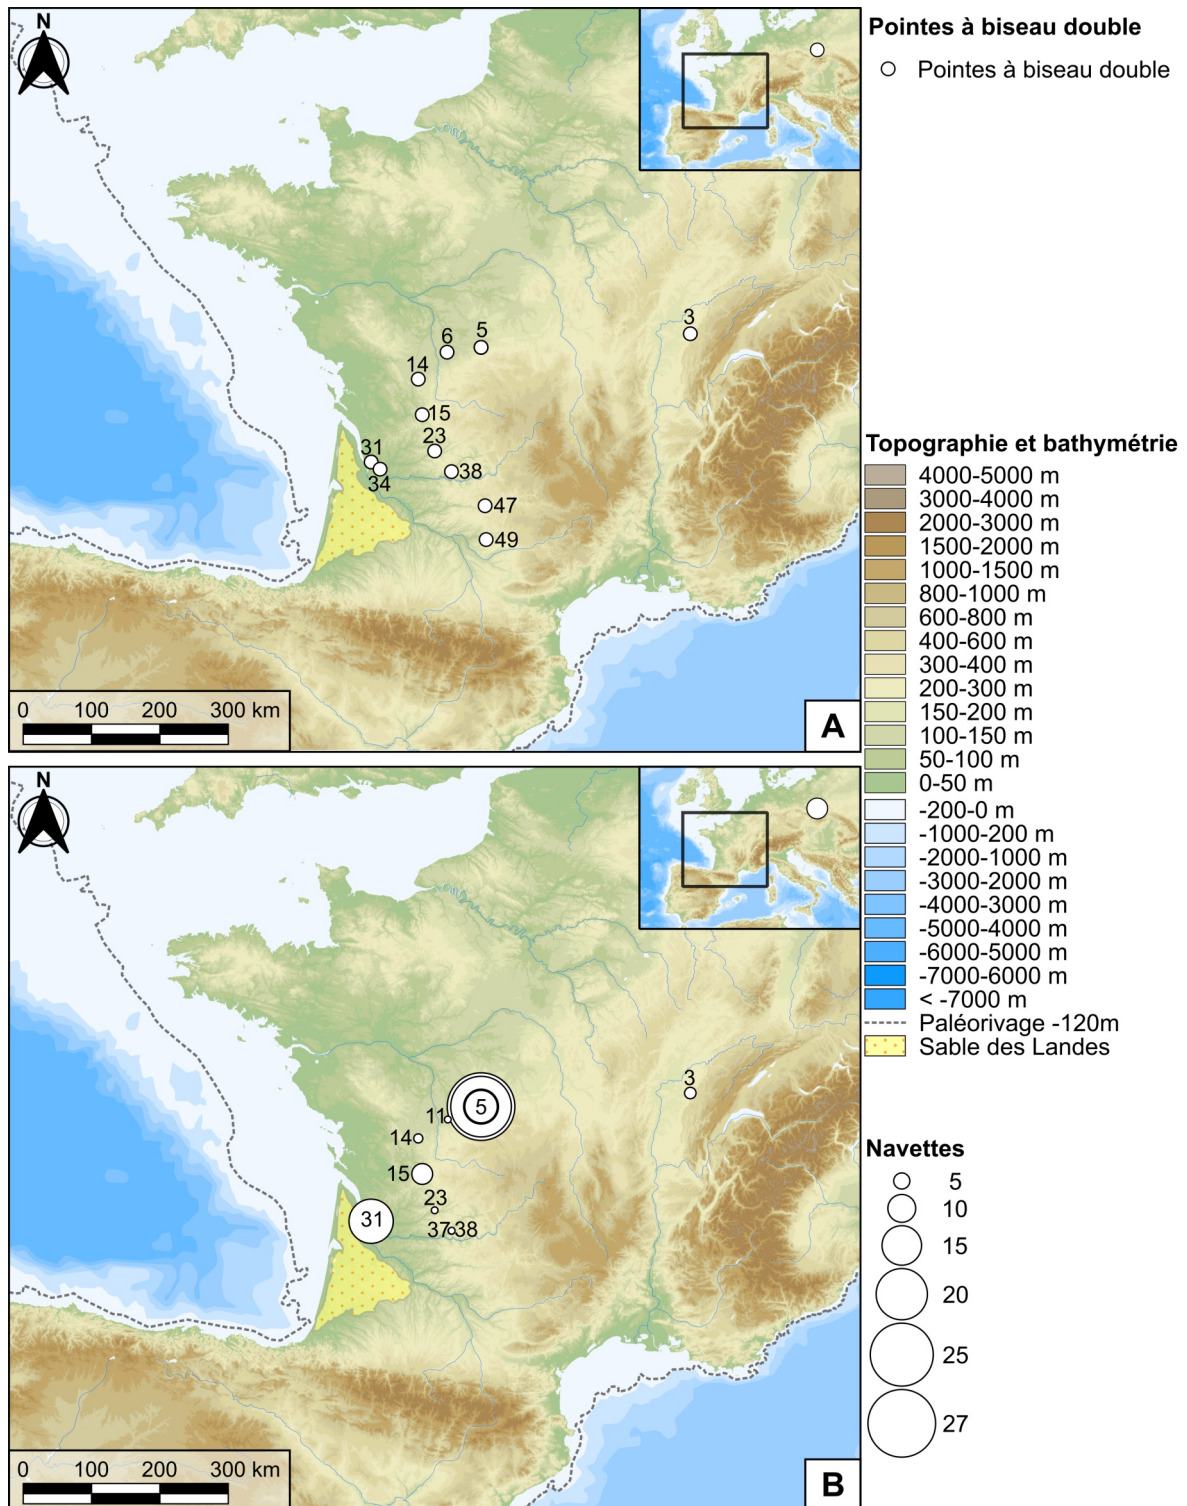 N
Pointes à biseau double
Pointes à biseau double
3
5
6
14
15
23
31
34
38
47
49
0 100 200 300 km
A
Topographie et bathymétrie
4000-5000 m
3000-4000 m
2000-3000 m
1500-2000 m
1000-1500 m
800-1000 m
600-800 m
400-600 m
300-400 m
200-300 m
150-200 m
100-150 m
50-100 m
0-50 m
-200-0 m
-1000-200 m
-2000-1000 m
-3000-2000 m
-4000-3000 m
-5000-4000 m
-6000-5000 m
-7000-6000 m
< -7000 m
Paléorivage -120m
Sable des Landes
N
3
5
11
14
15
23
31
37 38
0 100 200 300 km
B
Navettes
5
10
15
20
25
27